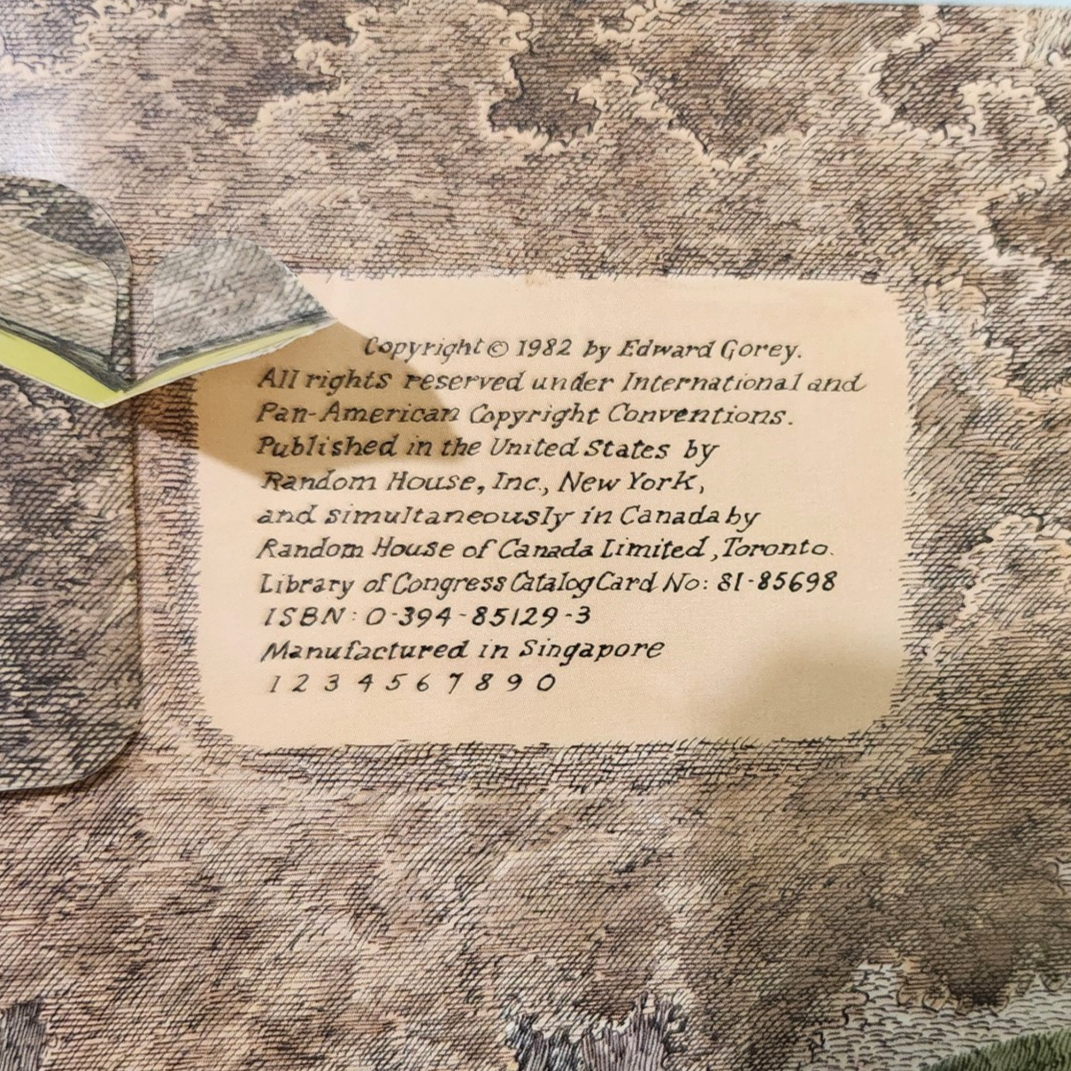 Copyright © 1982 by Edward Gorey.
All rights reserved under International and
Pan-American Copyright Conventions.
Published in the United States by
Random House, Inc., New York,
and simultaneously in Canada by
Random House of Canada Limited, Toronto.
Library of Congress Catalog Card No: 81-85698
ISBN: 0-394-85129-3
Manufactured in Singapore
1 2 3 4 5 6 7 8 9 0